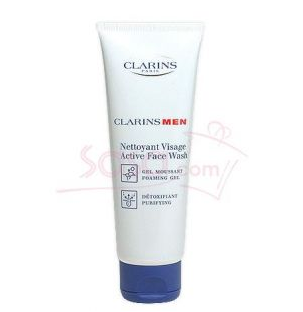 CLARINS
PARIS
CLARINSMEN
Nettoyant Visage
Active Face Wash
GEL MOUSSANT
FOAMING GEL
DÉTOXIFIANT
PURIFYING